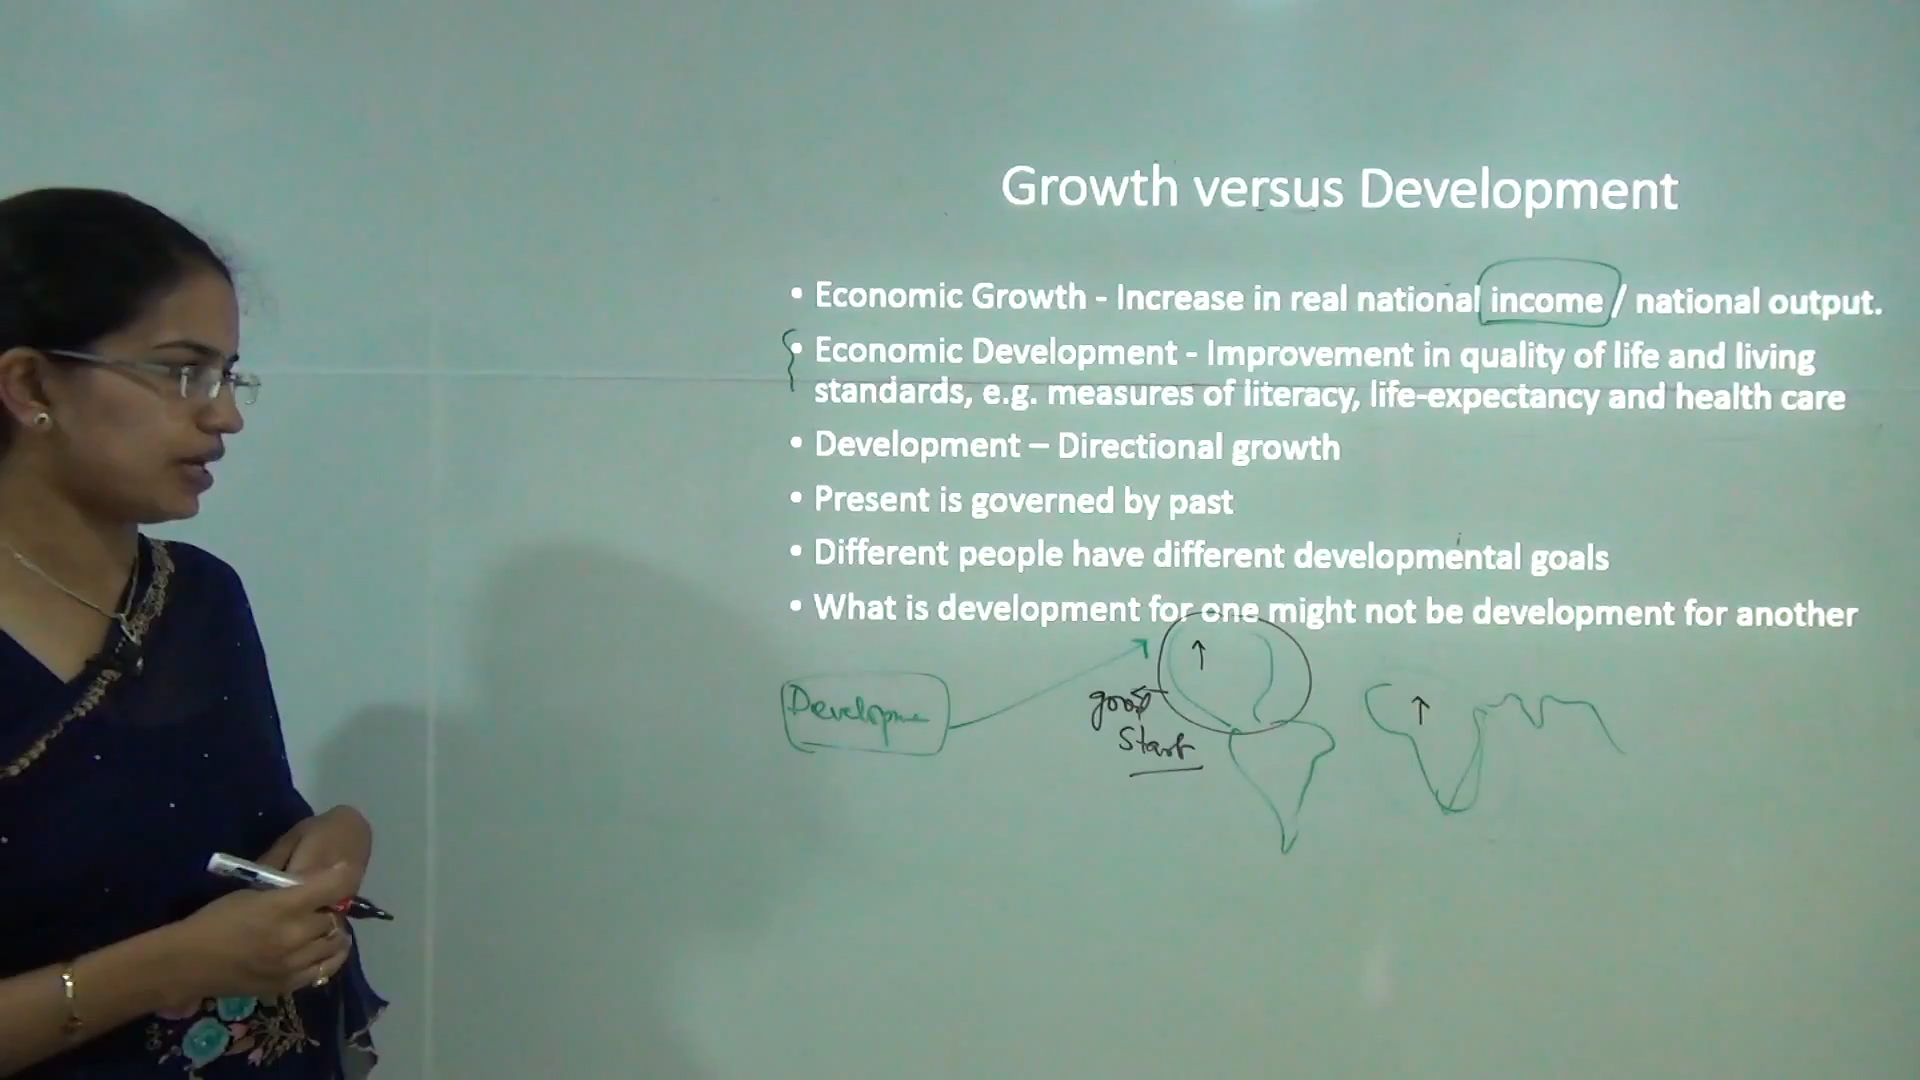 Growth versus Development
• Economic Growth - Increase in real national income / national output.
• Economic Development - Improvement in quality of life and living
standards, e.g. measures of literacy, life-expectancy and health care
• Development – Directional growth
• Present is governed by past
• Different people have different developmental goals
• What is development for one might not be development for another
Developme
good
Start